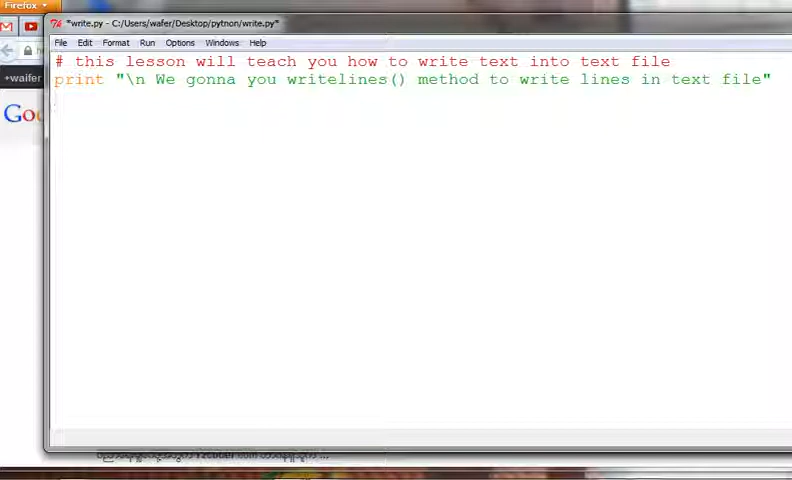 Firefox
*write.py - C:/Users/wafer/Desktop/pytnon/write.py*
File Edit Format Run Options Windows Help
# this lesson will teach you how to write text into text file
print "\n We gonna you writelines() method to write lines in text file"
+waifer
Goo